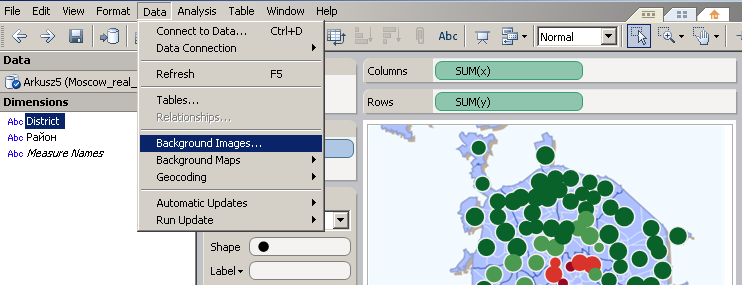 File Edit View Format Data Analysis Table Window Help
Connect to Data... Ctrl+D
Data Connection
Refresh F5
Tables...
Relationships...
Background Images...
Background Maps
Geocoding
Automatic Updates
Run Update
Abc
Normal
Data
Arkusz5 (Moscow_real_
Dimensions
Abc District
Abc Район
Abc Measure Names
Columns SUM(x)
Rows SUM(y)
Shape
Label